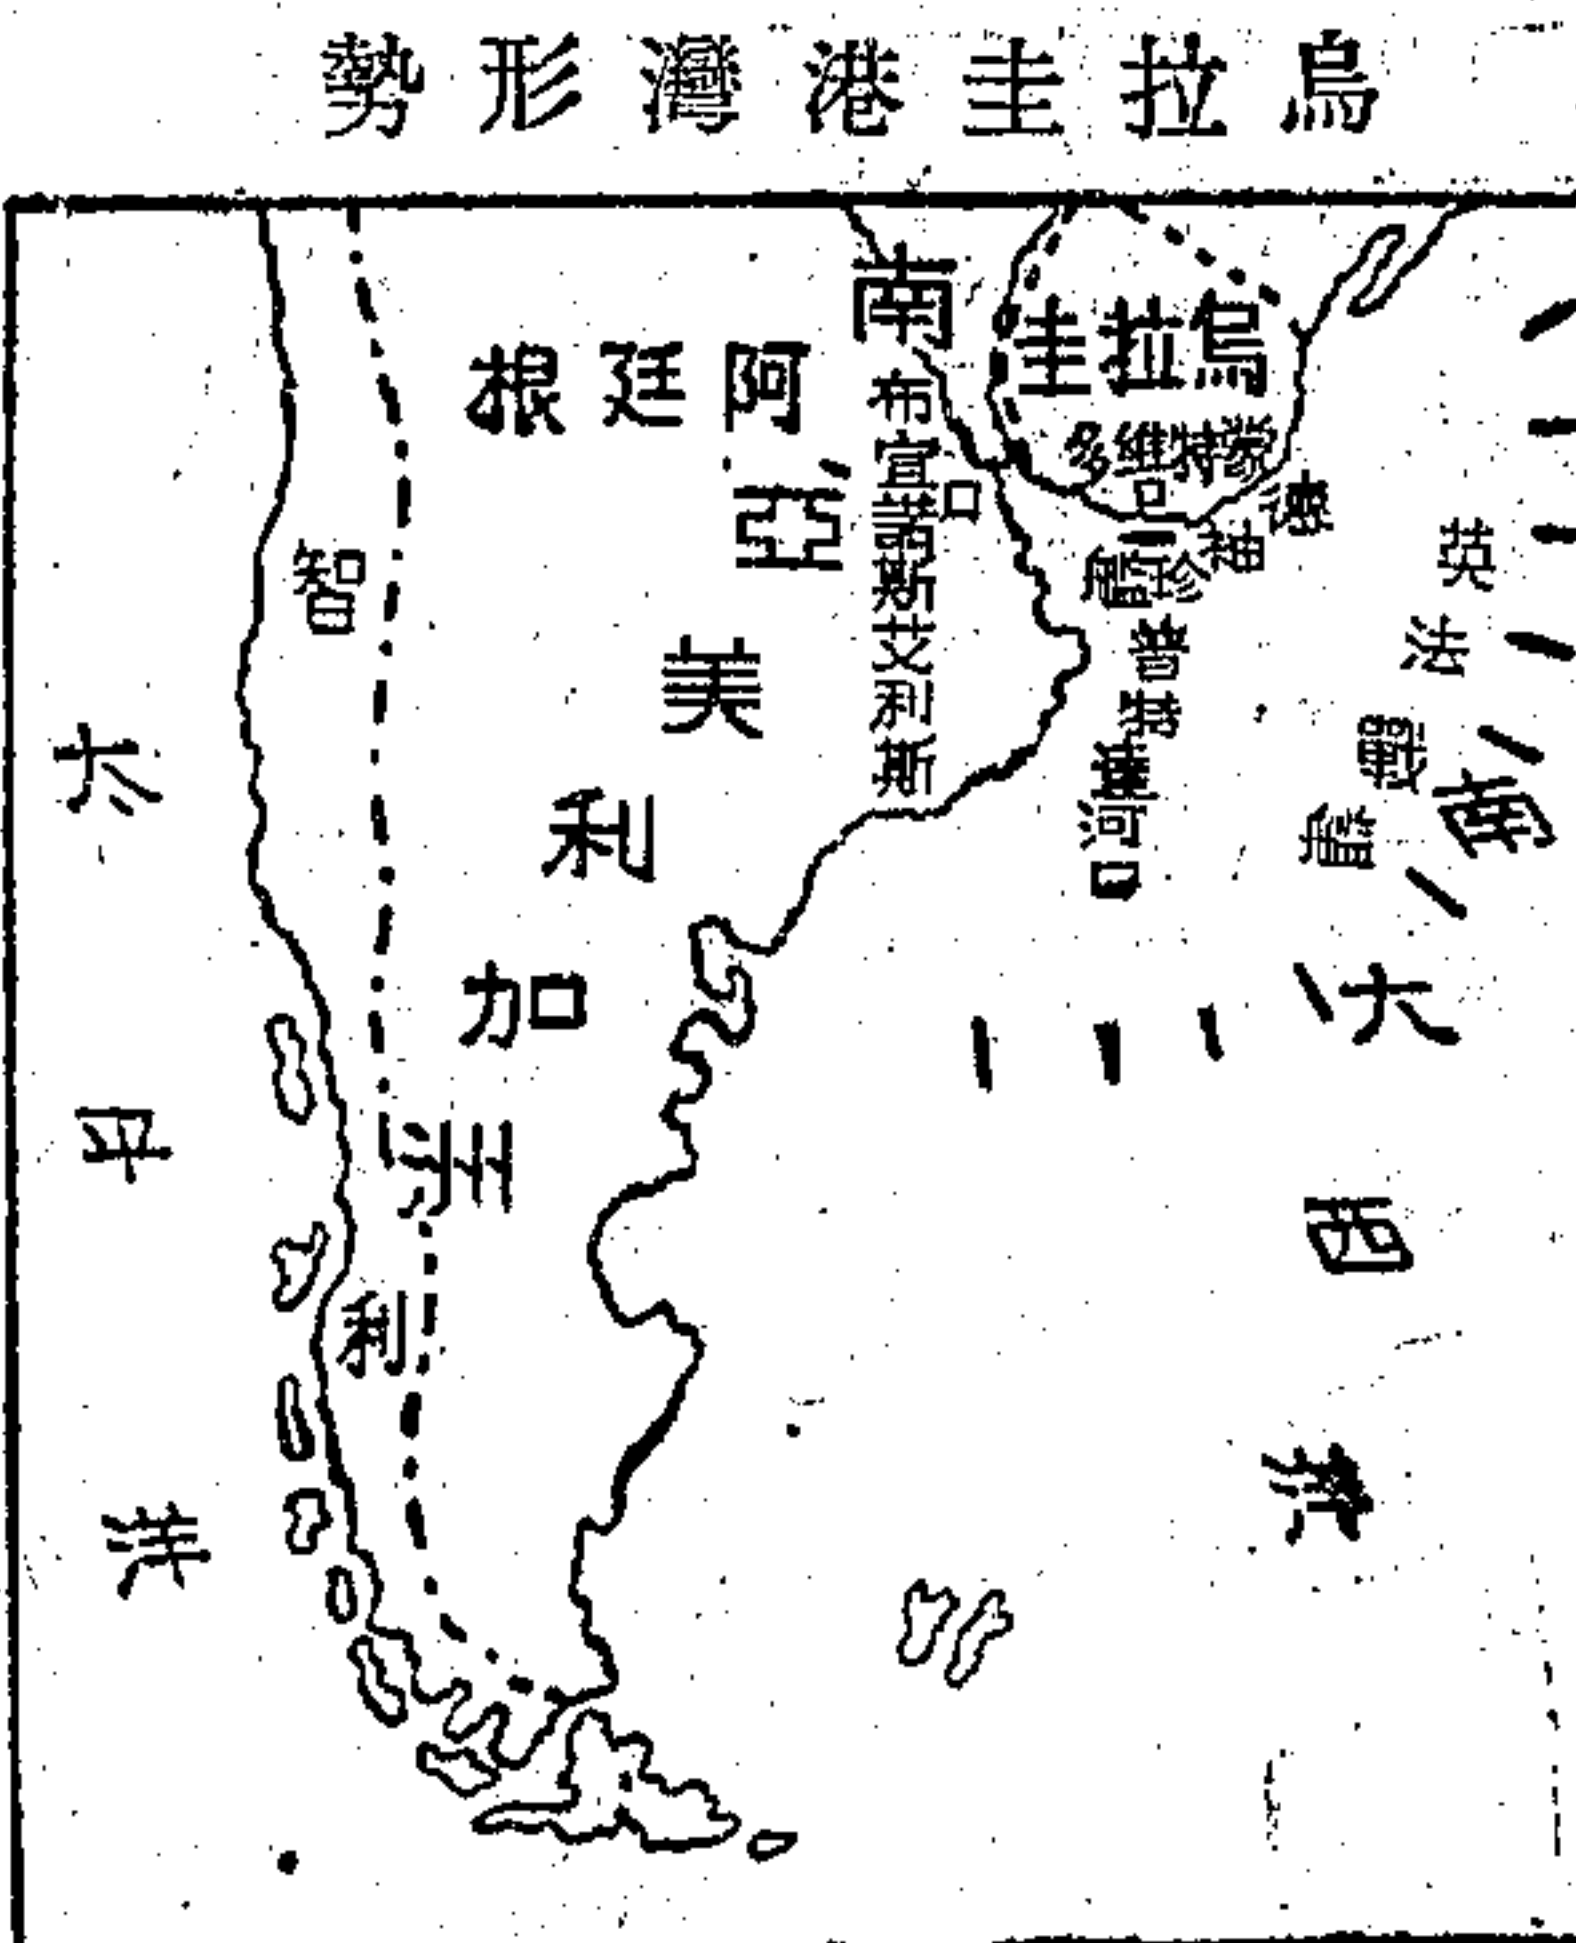 烏拉圭港灣形勢
南亞美利加洲
烏拉圭
蒙特維多
阿廷根
布宜諾斯艾利斯
德袖珍艦
普 達河口
英法戰艦
南大西洋
智利
太平洋